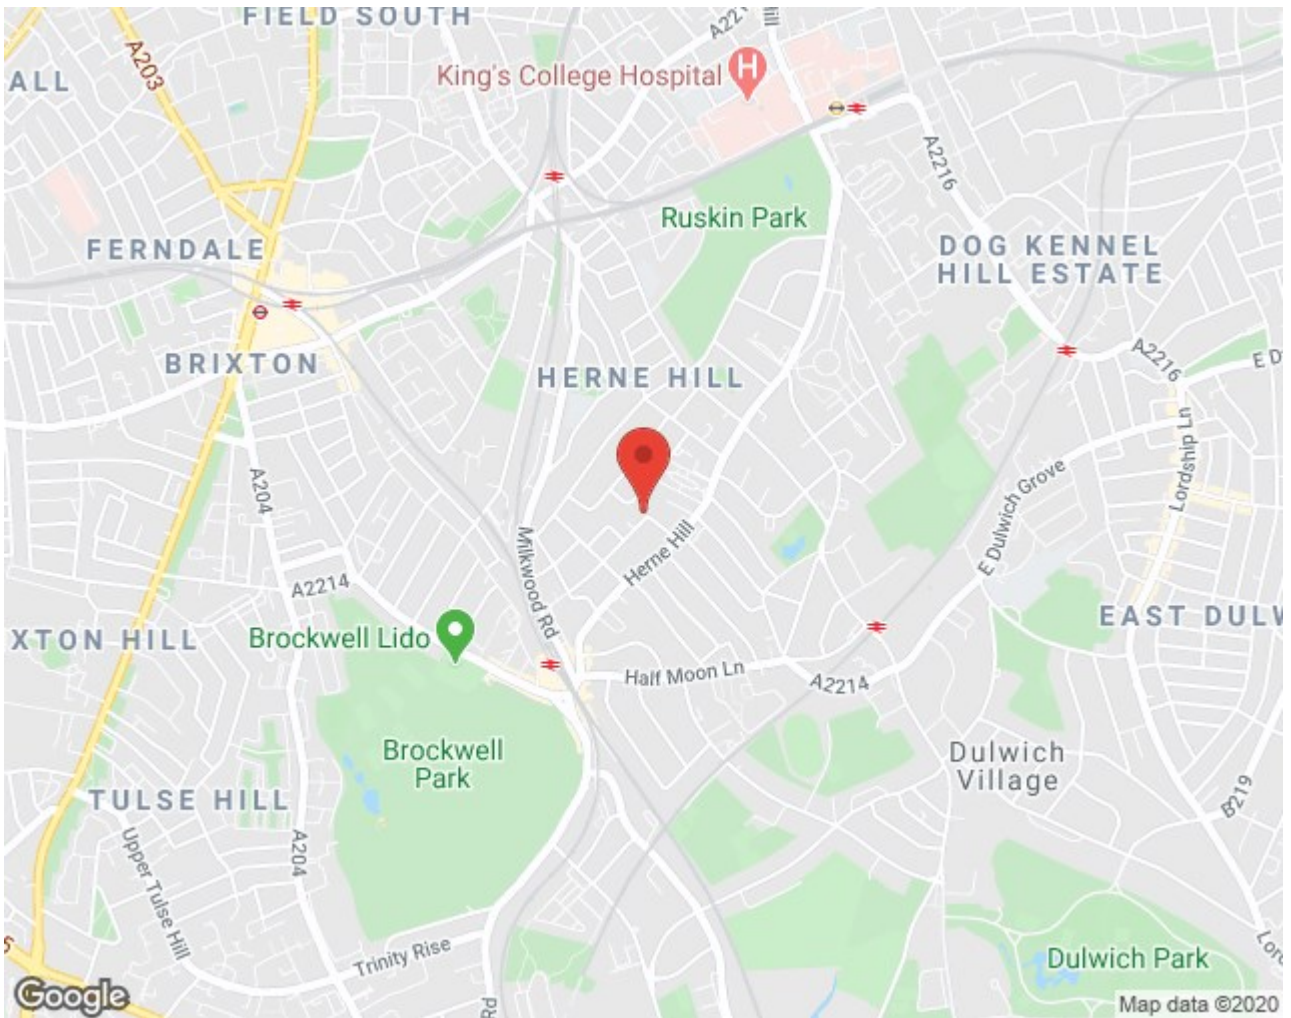 FIELD SOUTH
A203
ALL
King's College Hospital
H
A2216
Ruskin Park
FERNDALE
DOG KENNEL
HILL ESTATE
BRIXTON
HERNE HILL
A2216
E D
Lordship Ln
A204
E Dulwich Grove
Milkwood Rd
Herne Hill
A2214
Brockwell Lido
XTON HILL
EAST DULW
Half Moon Ln
A2214
Brockwell
Park
Dulwich
Village
TULSE HILL
B219
A204
Upper Tulse Hill
Trinity Rise
Dulwich Park
Google
Map data ©2020